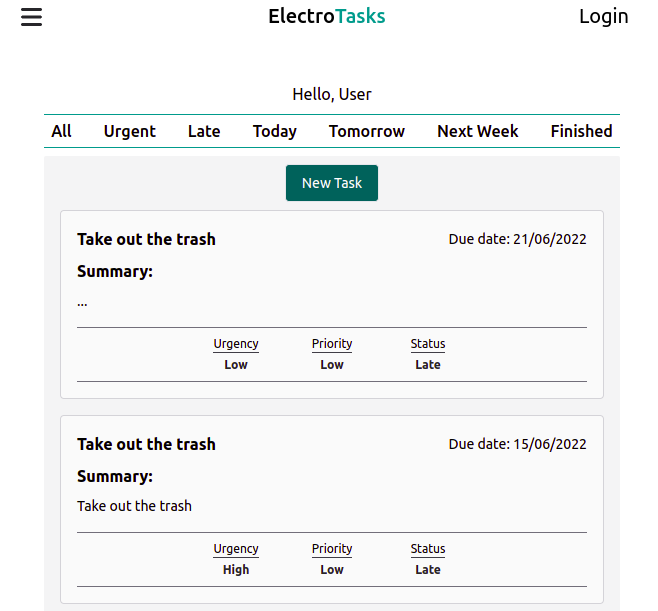 ElectroTasks Login
Hello, User
All Urgent Late Today Tomorrow Next Week Finished
New Task
Take out the trash Due date: 21/06/2022
Summary:
...
Urgency Priority Status
Low Low Late
Take out the trash Due date: 15/06/2022
Summary:
Take out the trash
Urgency Priority Status
High Low Late